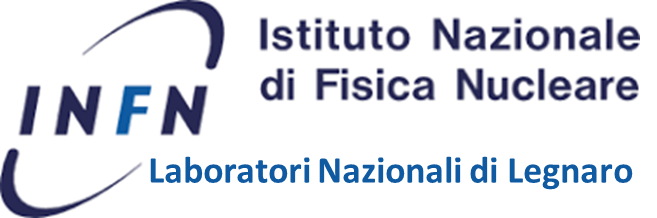 INFN
Istituto Nazionale
di Fisica Nucleare
Laboratori Nazionali di Legnaro